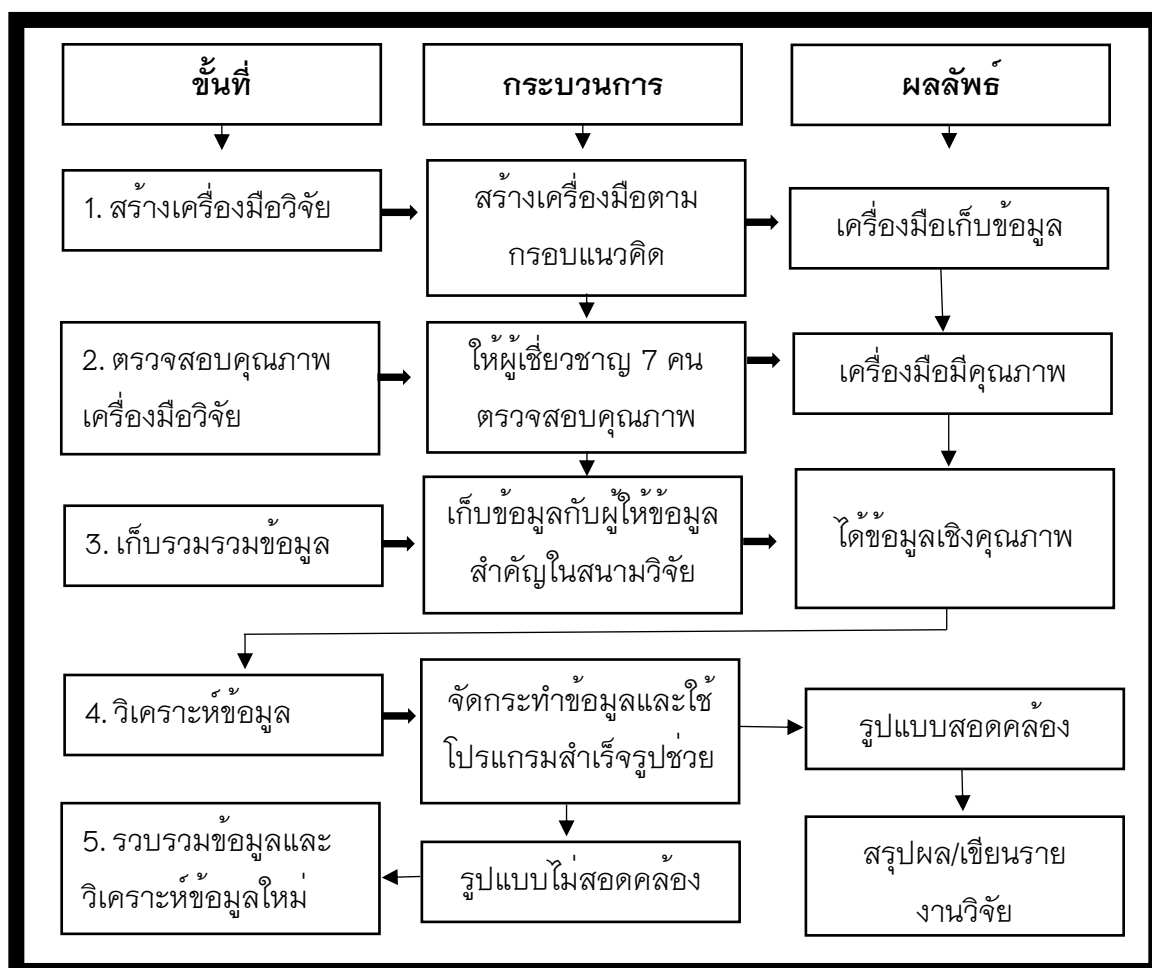 ขั้นที่
กระบวนการ
ผลลัพธ์
1. สร้างเครื่องมือวิจัย
สร้างเครื่องมือตาม
กรอบแนวคิด
เครื่องมือเก็บข้อมูล
2. ตรวจสอบคุณภาพ
เครื่องมือวิจัย
ให้ผู้เชี่ยวชาญ 7 คน
ตรวจสอบคุณภาพ
เครื่องมือมีคุณภาพ
3. เก็บรวมรวมข้อมูล
เก็บข้อมูลกับผู้ให้ข้อมูล
สำคัญในสนามวิจัย
ได้ข้อมูลเชิงคุณภาพ
4. วิเคราะห์ข้อมูล
จัดกระทำข้อมูลและใช้
โปรแกรมสำเร็จรูปช่วย
รูปแบบสอดคล้อง
5. รวบรวมข้อมูลและ
วิเคราะห์ข้อมูลใหม่
รูปแบบไม่สอดคล้อง
สรุปผล/เขียนราย
งานวิจัย